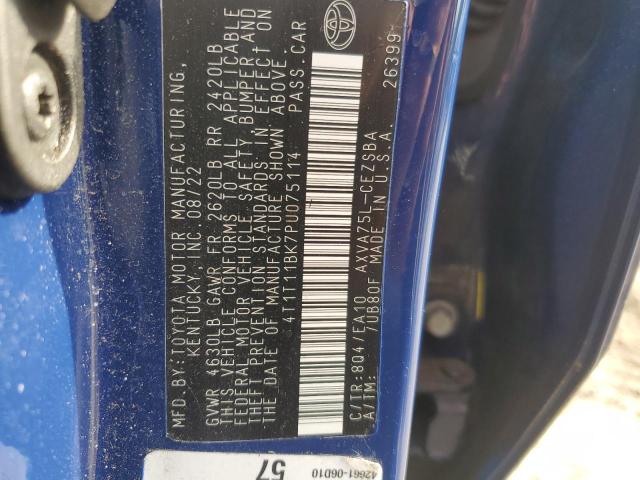 MFD.BY:TOYOTA MOTOR MANUFACTURING,
KENTUCKY, INC. 08/22
GVWR 4630LB GAWR FR 2620LB RR 2420LB
THIS VEHICLE CONFORMS TO ALL APPLICABLE
FEDERAL MOTOR VEHICLE SAFETY, BUMPER AND
THEFT PREVENTION STANDARDS IN EFFECT ON
THE DATE OF MANUFACTURE SHOWN ABOVE.
4T1T11BK7PU075114 PASS.CAR
C/TR:8Q4/EA10 AXVA75L-CEZSBA
A/TM: /UB80F MADE IN U.S.A. 26399
42661-06D10
57